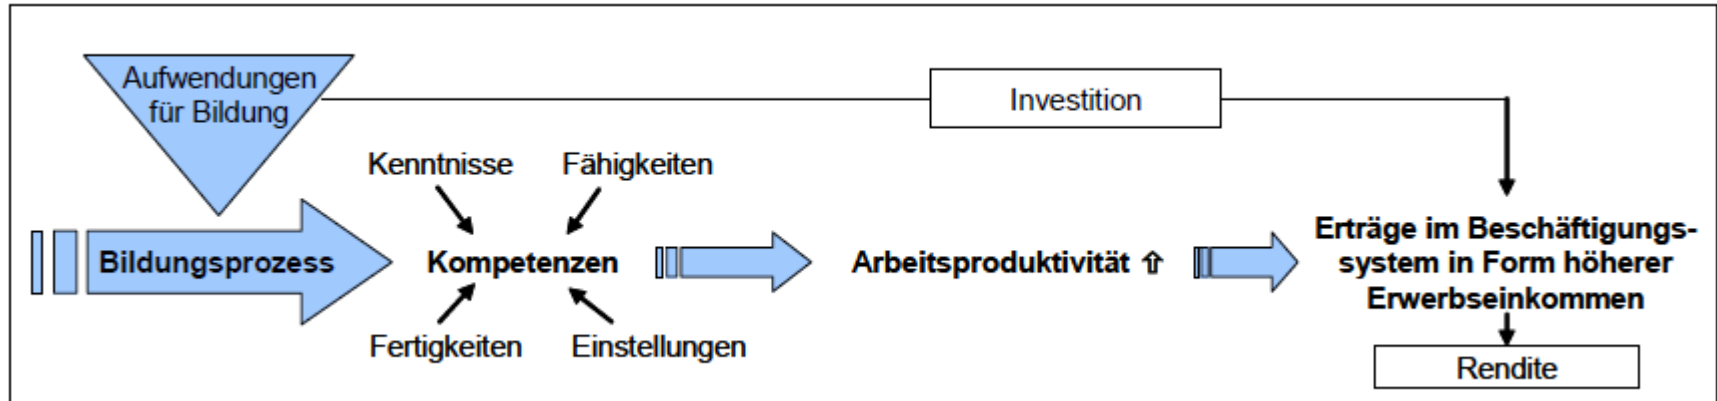 Aufwendungen
für Bildung
Investition
Kenntnisse
Fähigkeiten
Bildungsprozess
Kompetenzen
Arbeitsproduktivität ⇧
Erträge im Beschäftigungs-
system in Form höherer
Erwerbseinkommen
Fertigkeiten
Einstellungen
Rendite